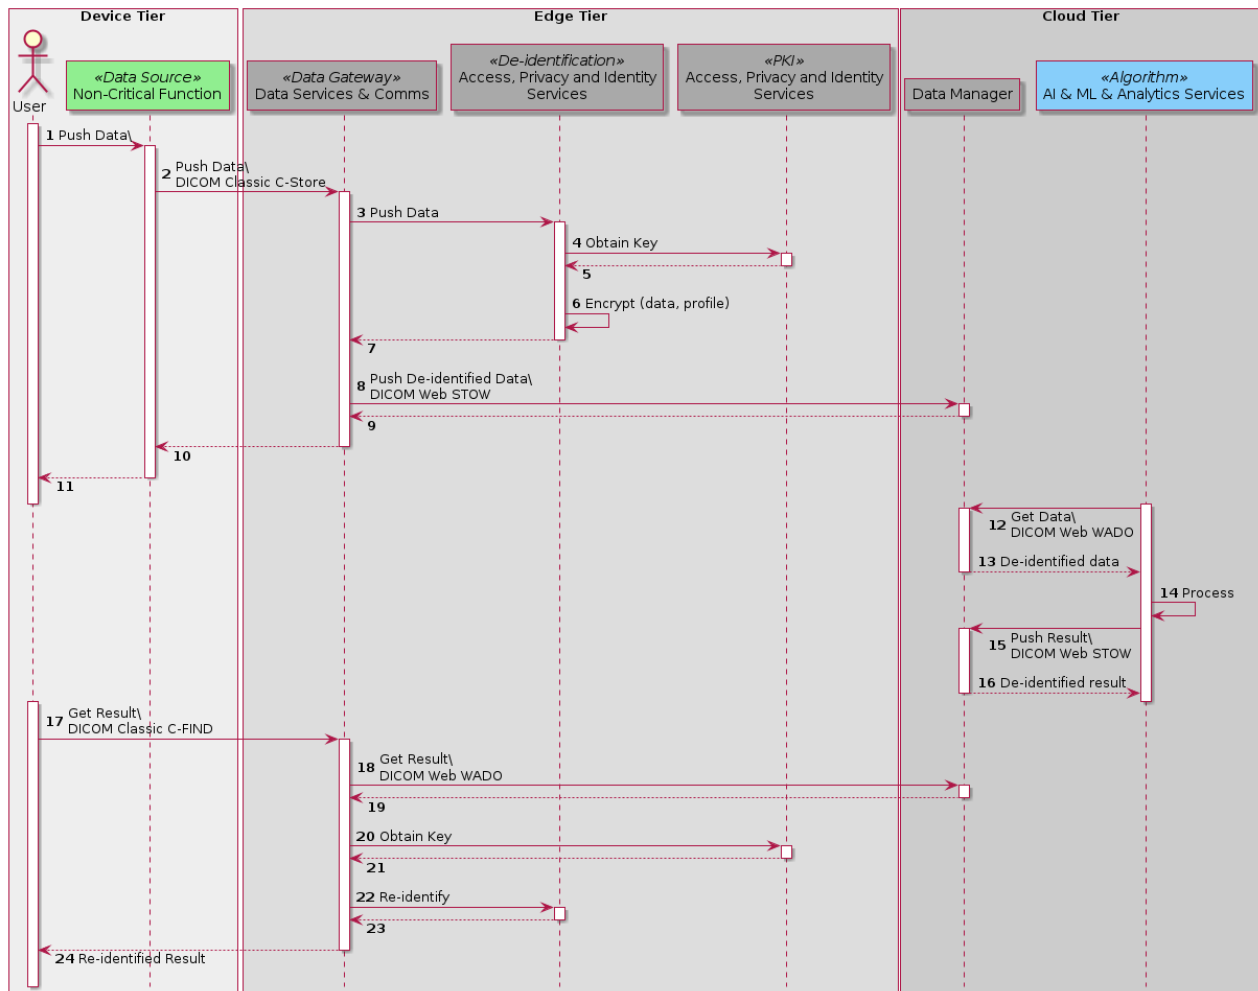 Device Tier
Edge Tier
Cloud Tier
User
«Data Source»
Non-Critical Function
«Data Gateway»
Data Services & Comms
«De-identification»
Access, Privacy and Identity
Services
«PKI»
Access, Privacy and Identity
Services
Data Manager
«Algorithm»
AI & ML & Analytics Services
1 Push Data\
2 Push Data\
DICOM Classic C-Store
3 Push Data
4 Obtain Key
5
6 Encrypt (data, profile)
7
8 Push De-identified Data\
DICOM Web STOW
9
10
11
12 Get Data\
DICOM Web WADO
13 De-identified data
14 Process
15 Push Result\
DICOM Web STOW
16 De-identified result
17 Get Result\
DICOM Classic C-FIND
18 Get Result\
DICOM Web WADO
19
20 Obtain Key
21
22 Re-identify
23
24 Re-identified Result